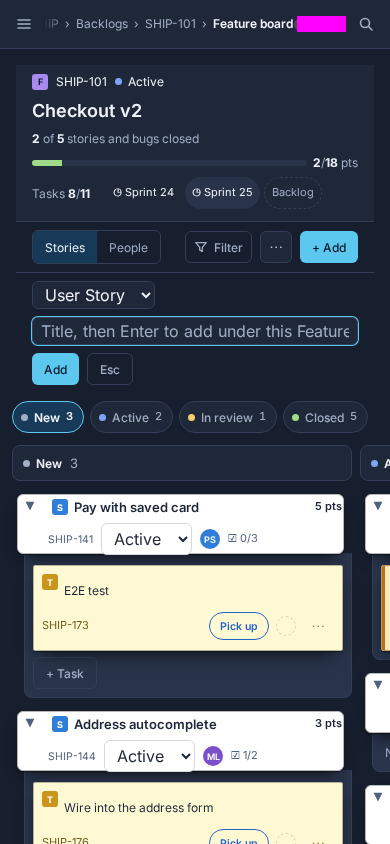 IP › Backlogs › SHIP-101 › Feature board
F SHIP-101 Active
Checkout v2
2 of 5 stories and bugs closed
2/18 pts
Tasks 8/11 Sprint 24 Sprint 25 Backlog
Stories People Filter ... + Add
User Story
Title, then Enter to add under this Feature
Add Esc
New 3 Active 2 In review 1 Closed 5
New 3 A
S Pay with saved card 5 pts
SHIP-141 Active PS 0/3
T E2E test
SHIP-173 Pick up ...
+ Task
S Address autocomplete 3 pts
SHIP-144 Active ML 1/2
T Wire into the address form
SHIP-176 Pick up ...